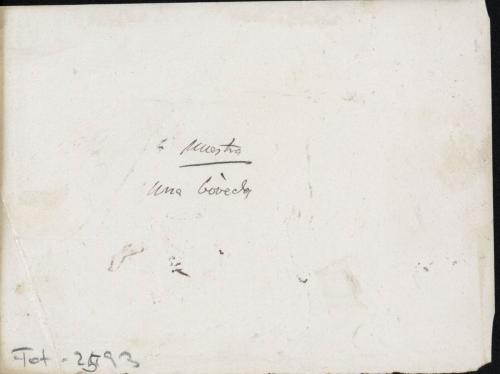 muestra
una bóveda
Fot - 2593